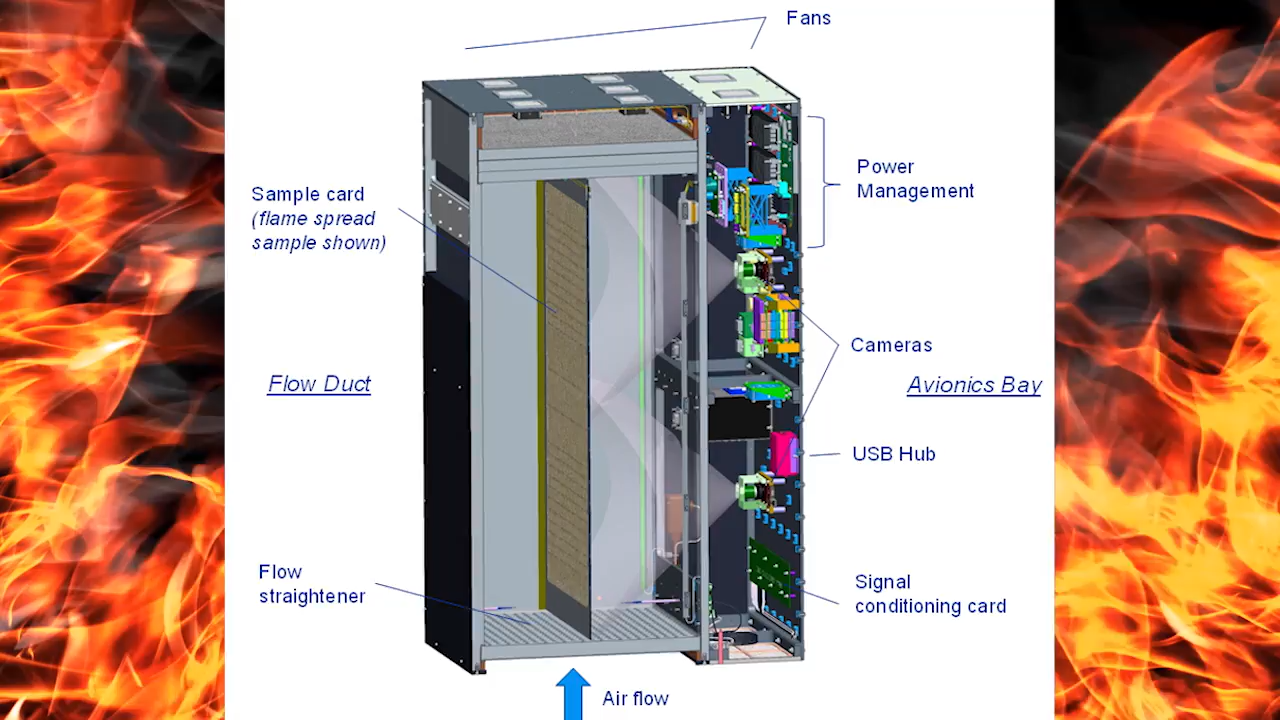 Fans
Power
Management
Sample card
(flame spread
sample shown)
Cameras
Flow Duct
Avionics Bay
USB Hub
Flow
straightener
Signal
conditioning card
Air flow